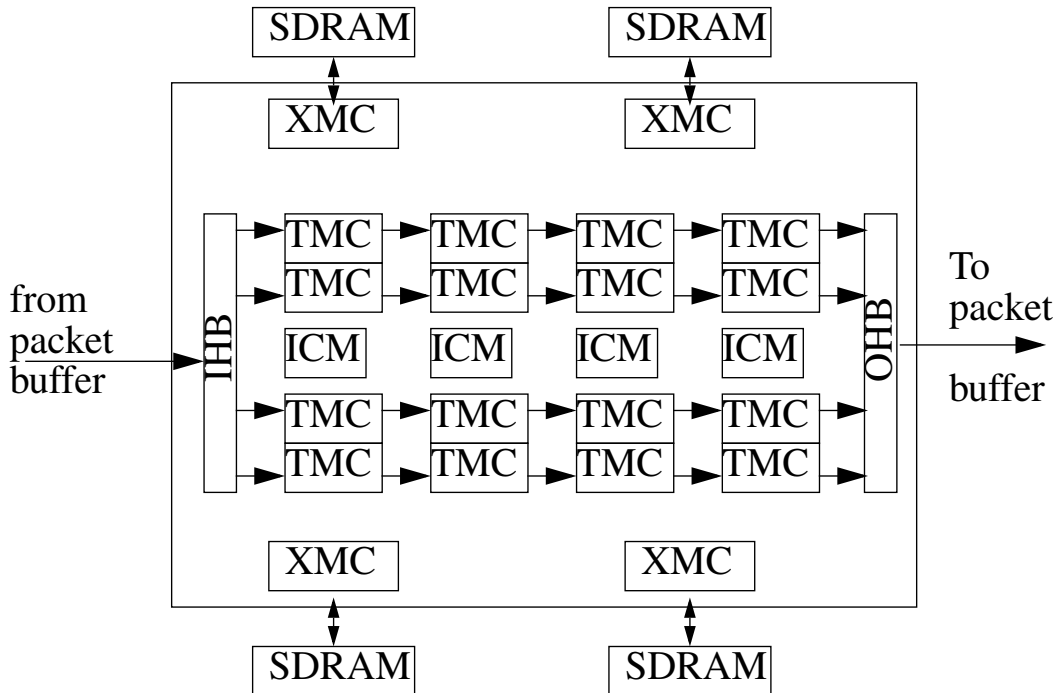 SDRAM SDRAM
XMC XMC
TMC TMC TMC TMC
TMC TMC TMC TMC
from
packet
buffer
IHB
ICM ICM ICM ICM
OHB
To
packet
buffer
TMC TMC TMC TMC
TMC TMC TMC TMC
XMC XMC
SDRAM SDRAM